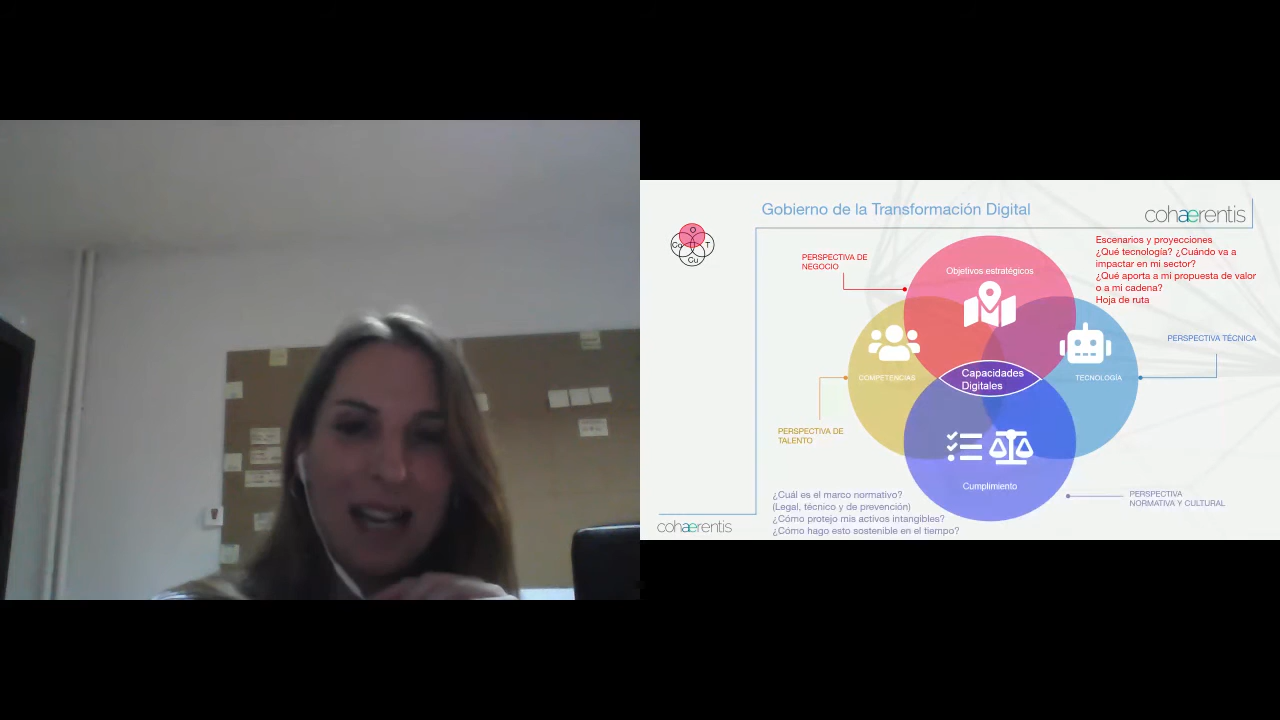 Gobierno de la Transformación Digital
cohaerentis
O
Co
T
Cu
PERSPECTIVA DE
NEGOCIO
Objetivos estratégicos
Escenarios y proyecciones
¿Qué tecnología? ¿Cuándo va a
impactar en mi sector?
¿Qué aporta a mi propuesta de valor
o a mi cadena?
Hoja de ruta
PERSPECTIVA TÉCNICA
COMPETENCIAS
Capacidades
Digitales
TECNOLOGÍA
PERSPECTIVA DE
TALENTO
Cumplimiento
PERSPECTIVA
NORMATIVA Y CULTURAL
¿Cuál es el marco normativo?
(Legal, técnico y de prevención)
¿Cómo protejo mis activos intangibles?
¿Cómo hago esto sostenible en el tiempo?
cohaerentis